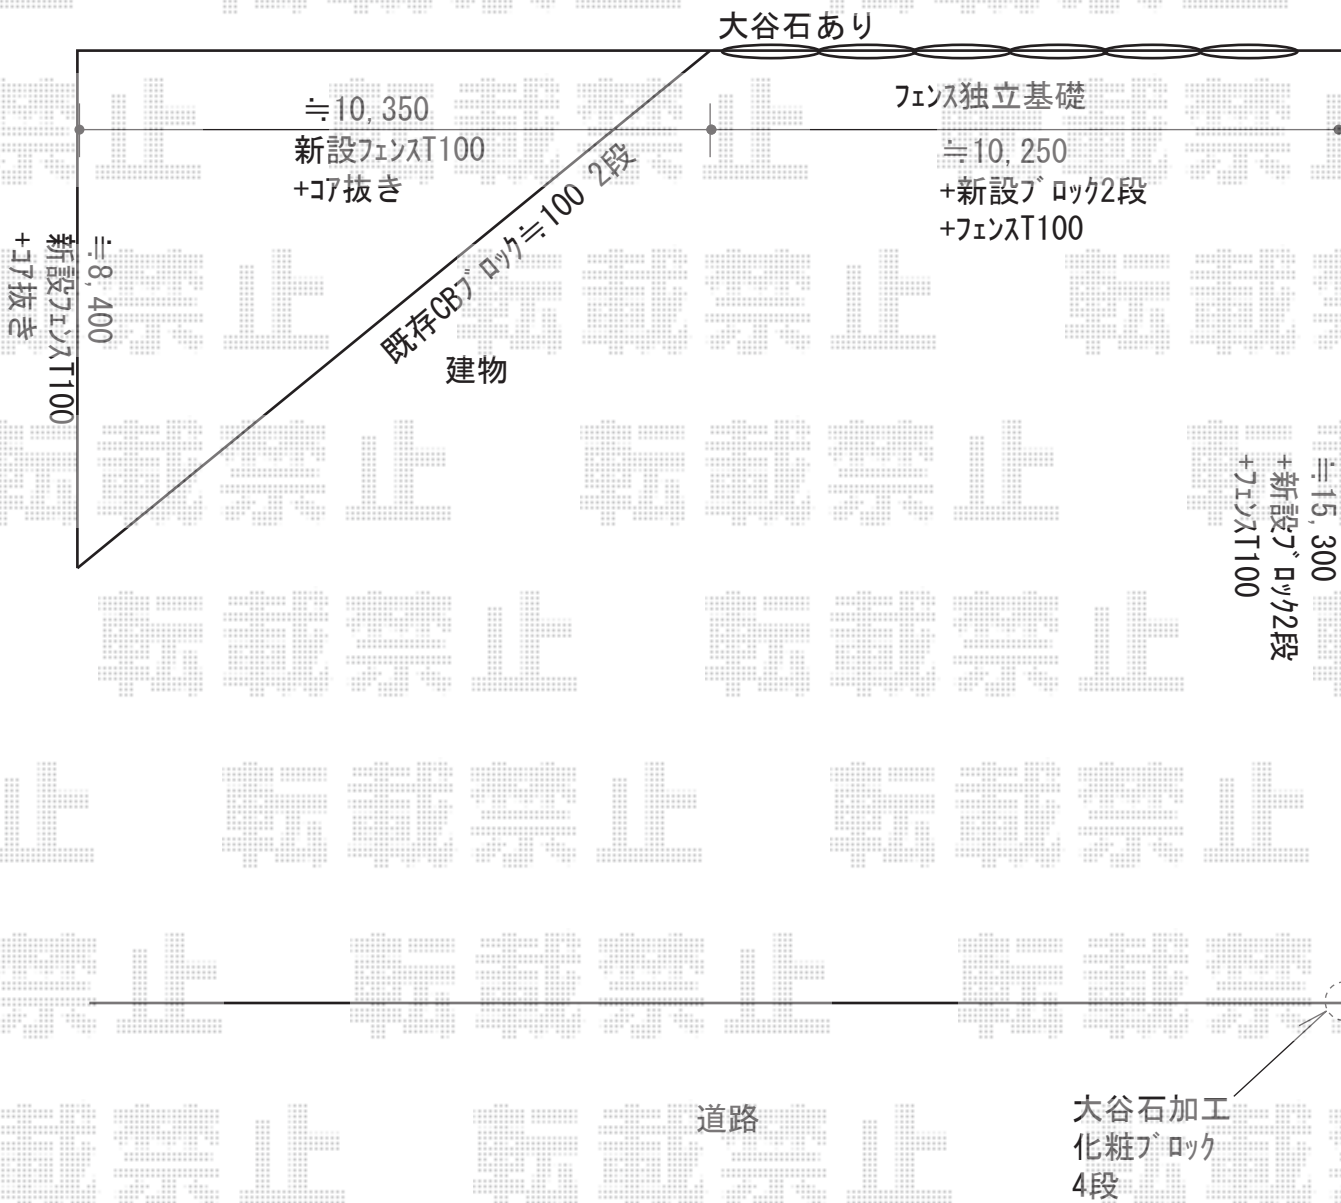 大谷石あり
≒10,350
新設フェンスT100
+コア抜き
フェンス独立基礎
≒10,250
+新設ブロック2段
+フェンスT100
≒8,400
新設フェンスT100
+コア抜き
既存CBブロック≒100 2段
建物
≒15,300
+新設ブロック2段
+フェンスT100
道路
大谷石加工
化粧ブロック
4段
転載禁止